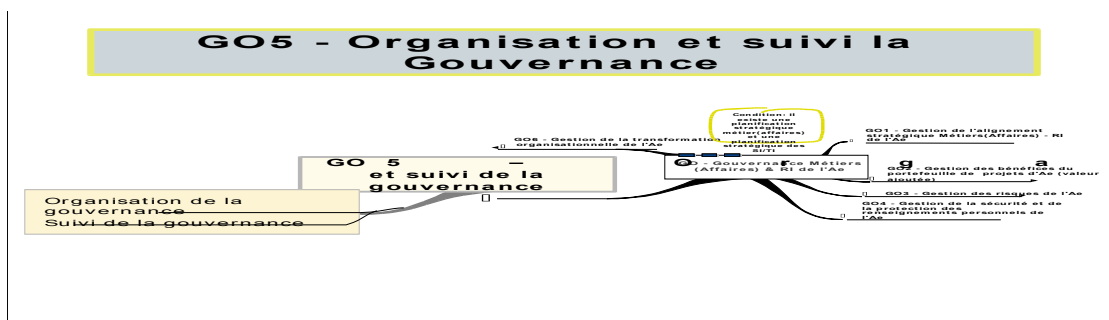 GO5 - Organisation et suivi la
Gouvernance
Condition: il
existe une
planification
stratégique
métier(affaires)
et une
planification
stratégique des
SI/TI
GO6 - Gestion de la transformation
organisationnelle de l'Ae
GO1 - Gestion de l'alignement
stratégique Métiers(Affaires) - RI
de l'Ae
GO - Gouvernance Métiers
(Affaires) & RI de l'Ae
GO2 - Gestion des bénéfices du
portefeuille de projets d'Ae (valeur
ajoutée)
GO3 - Gestion des risques de l'Ae
GO4 - Gestion de la sécurité et de
la protection des
renseignements personnels de
l'Ae
GO 5 – O r g a
et suivi de la
gouvernance
Organisation de la
gouvernance
Suivi de la gouvernance